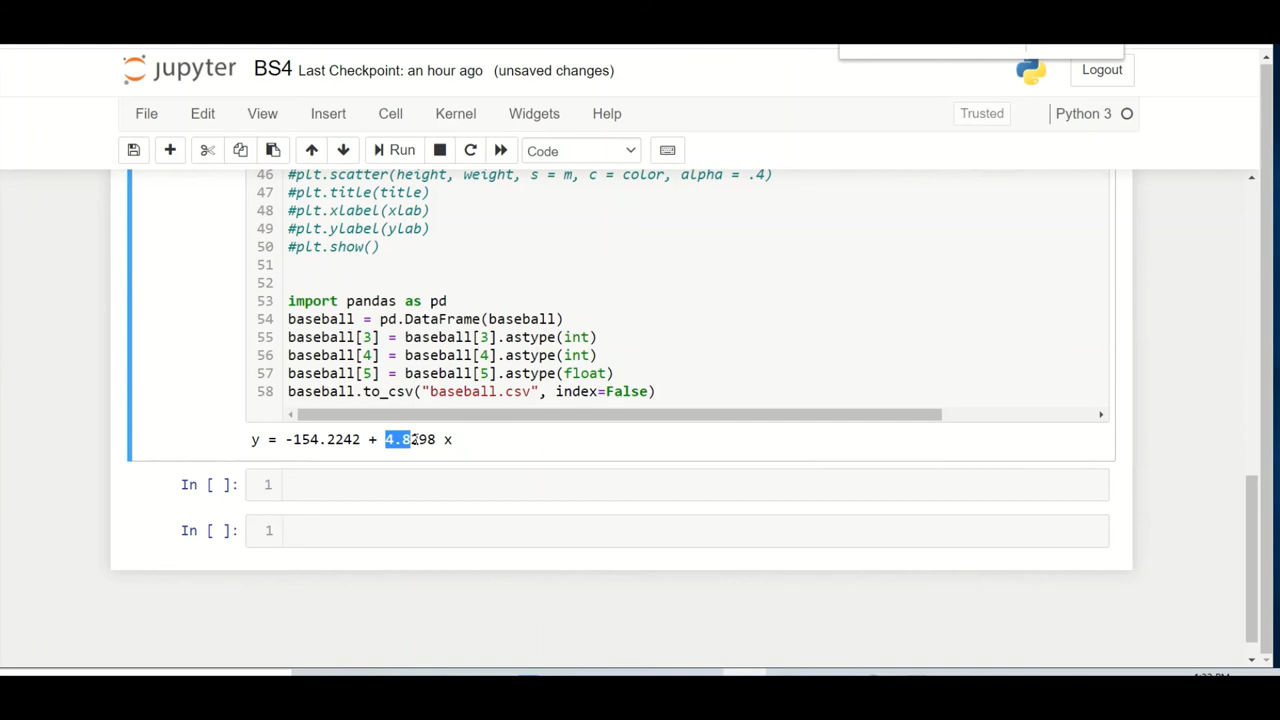 jupyter BS4 Last Checkpoint: an hour ago (unsaved changes) Logout
File Edit View Insert Cell Kernel Widgets Help Trusted Python 3
Run Code
46 #plt.scatter(height, weight, s = m, c = color, alpha = .4)
47 #plt.title(title)
48 #plt.xlabel(xlab)
49 #plt.ylabel(ylab)
50 #plt.show()
51
52
53 import pandas as pd
54 baseball = pd.DataFrame(baseball)
55 baseball[3] = baseball[3].astype(int)
56 baseball[4] = baseball[4].astype(int)
57 baseball[5] = baseball[5].astype(float)
58 baseball.to_csv("baseball.csv", index=False)
y = -154.2242 + 4.8298 x
In [ ]: 1
In [ ]: 1